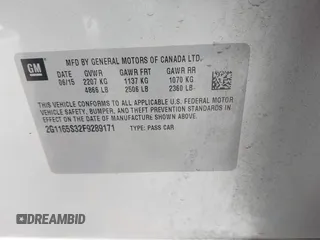 GM
MFD BY GENERAL MOTORS OF CANADA LTD.
DATE GVWR GAWR FRT GAWR RR
06/15 2207 KG 1137 KG 1070 KG
4866 LB 2506 LB 2360 LB
THIS VEHICLE CONFORMS TO ALL APPLICABLE U.S. FEDERAL MOTOR VEHICLE
SAFETY, BUMPER, AND THEFT PREVENTION STANDARDS IN
EFFECT ON THE DATE OF MANUFACTURE SHOWN ABOVE.
2G1165S32F9289171 TYPE: PASS CAR
AUTOBIDMASTER